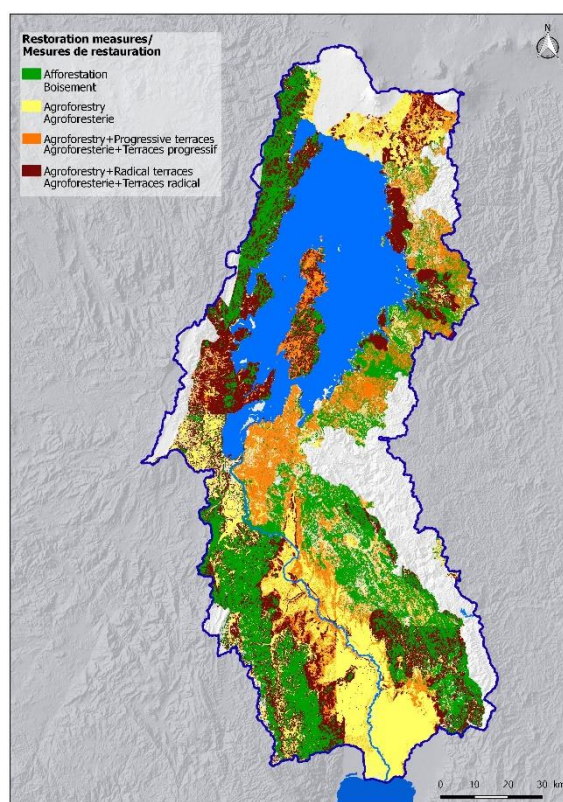 Restoration measures/
Mesures de restauration
Afforestation
Boisement
Agroforestry
Agroforesterie
Agroforestry+Progressive terraces
Agroforesterie+Terraces progressif
Agroforestry+Radical terraces
Agroforesterie+Terraces radical
N
0 10 20 30 km